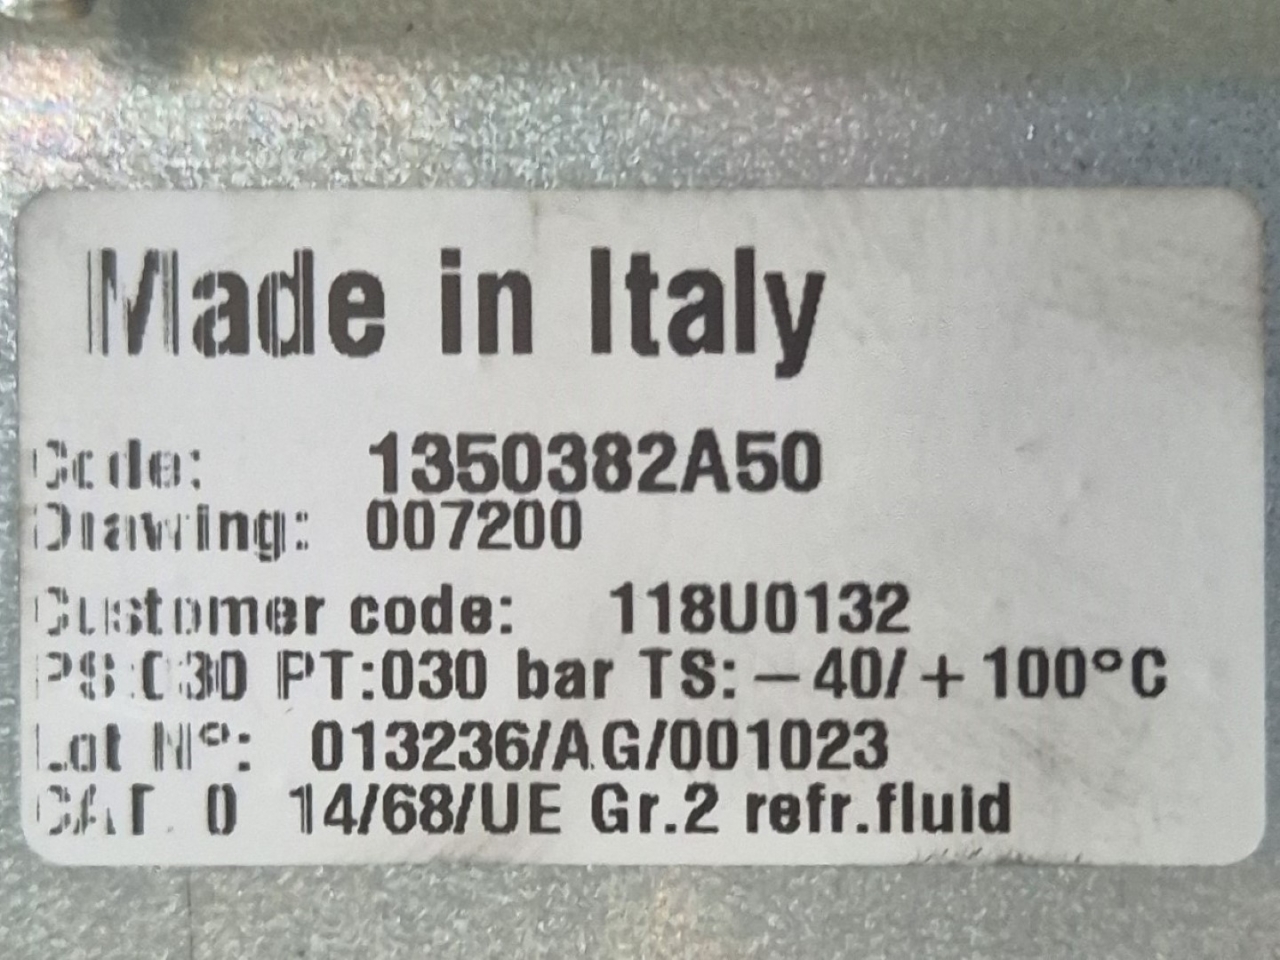 Made in Italy
Code: 1350382A50
Drawing: 007200
Customer code: 118U0132
PS:030 PT:030 bar TS: -40/+100°C
Lot N°: 013236/AG/001023
CAT. 0 14/68/UE Gr.2 refr.fluid